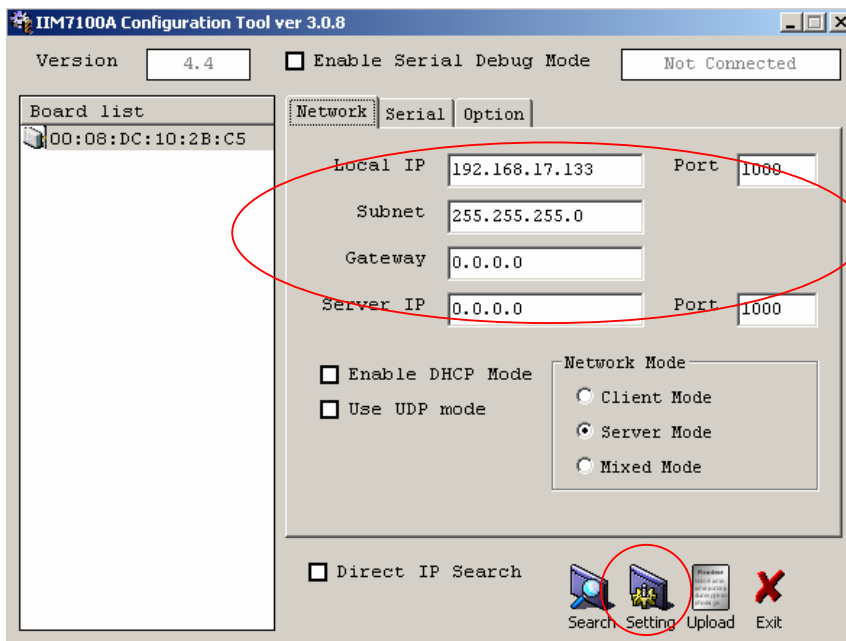 IIM7100A Configuration Tool ver 3.0.8
Version 4.4 Enable Serial Debug Mode Not Connected
Board list
00:08:DC:10:2B:C5
Network Serial Option
Local IP 192.168.17.133 Port 1000
Subnet 255.255.255.0
Gateway 0.0.0.0
Server IP 0.0.0.0 Port 1000
Enable DHCP Mode
Use UDP mode
Network Mode
Client Mode
Server Mode
Mixed Mode
Direct IP Search
Search Setting Upload Exit